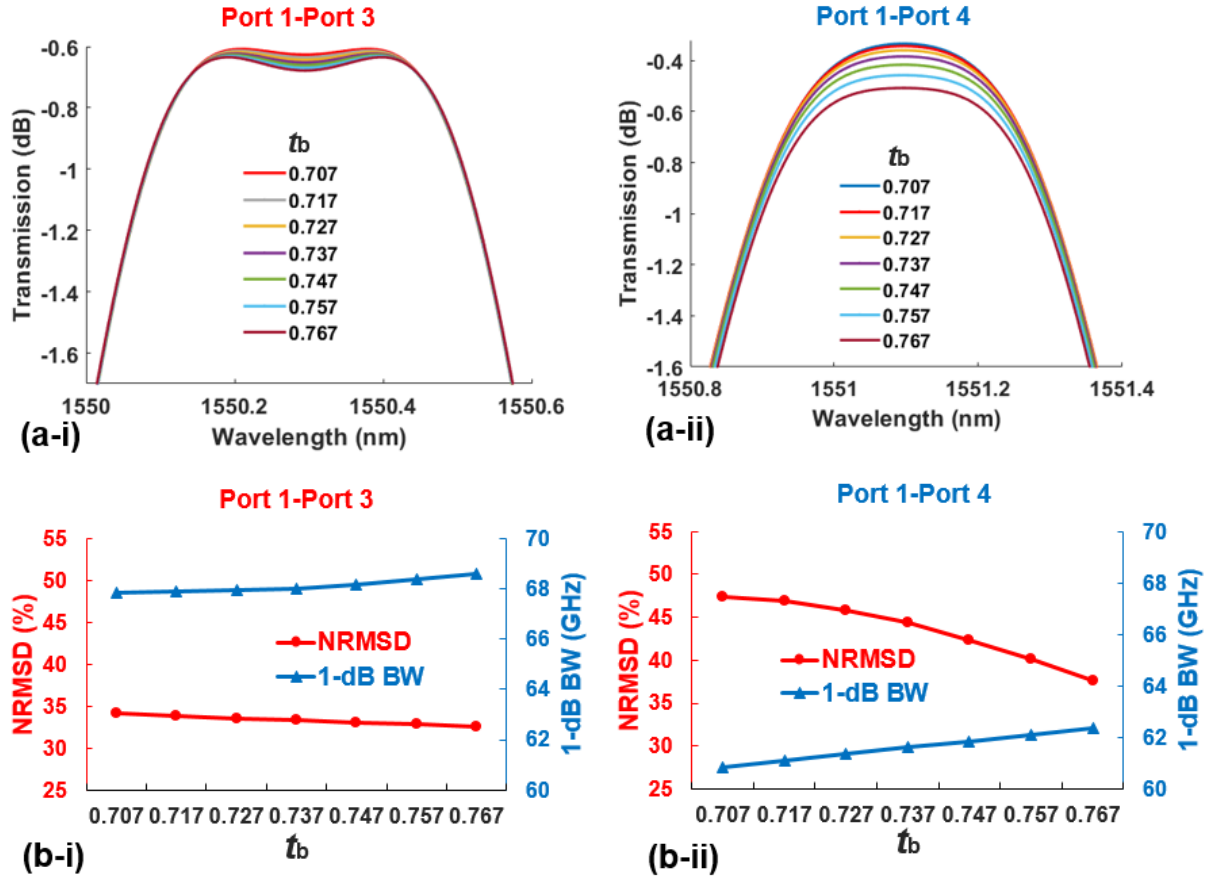 Port 1-Port 3
Transmission (dB)
-0.6
-0.8
-1
-1.2
-1.4
-1.6
tb
0.707
0.717
0.727
0.737
0.747
0.757
0.767
1550 1550.2 1550.4 1550.6
Wavelength (nm)
(a-i)
Port 1-Port 4
Transmission (dB)
-0.4
-0.6
-0.8
-1
-1.2
-1.4
-1.6
tb
0.707
0.717
0.727
0.737
0.747
0.757
0.767
1550.8 1551 1551.2 1551.4
Wavelength (nm)
(a-ii)
Port 1-Port 3
NRMSD (%)
55
50
45
40
35
30
25
NRMSD
1-dB BW
70
68
66
64
62
60
1-dB BW (GHz)
0.707 0.717 0.727 0.737 0.747 0.757 0.767
tb
(b-i)
Port 1-Port 4
NRMSD (%)
55
50
45
40
35
30
25
NRMSD
1-dB BW
70
68
66
64
62
60
1-dB BW (GHz)
0.707 0.717 0.727 0.737 0.747 0.757 0.767
tb
(b-ii)